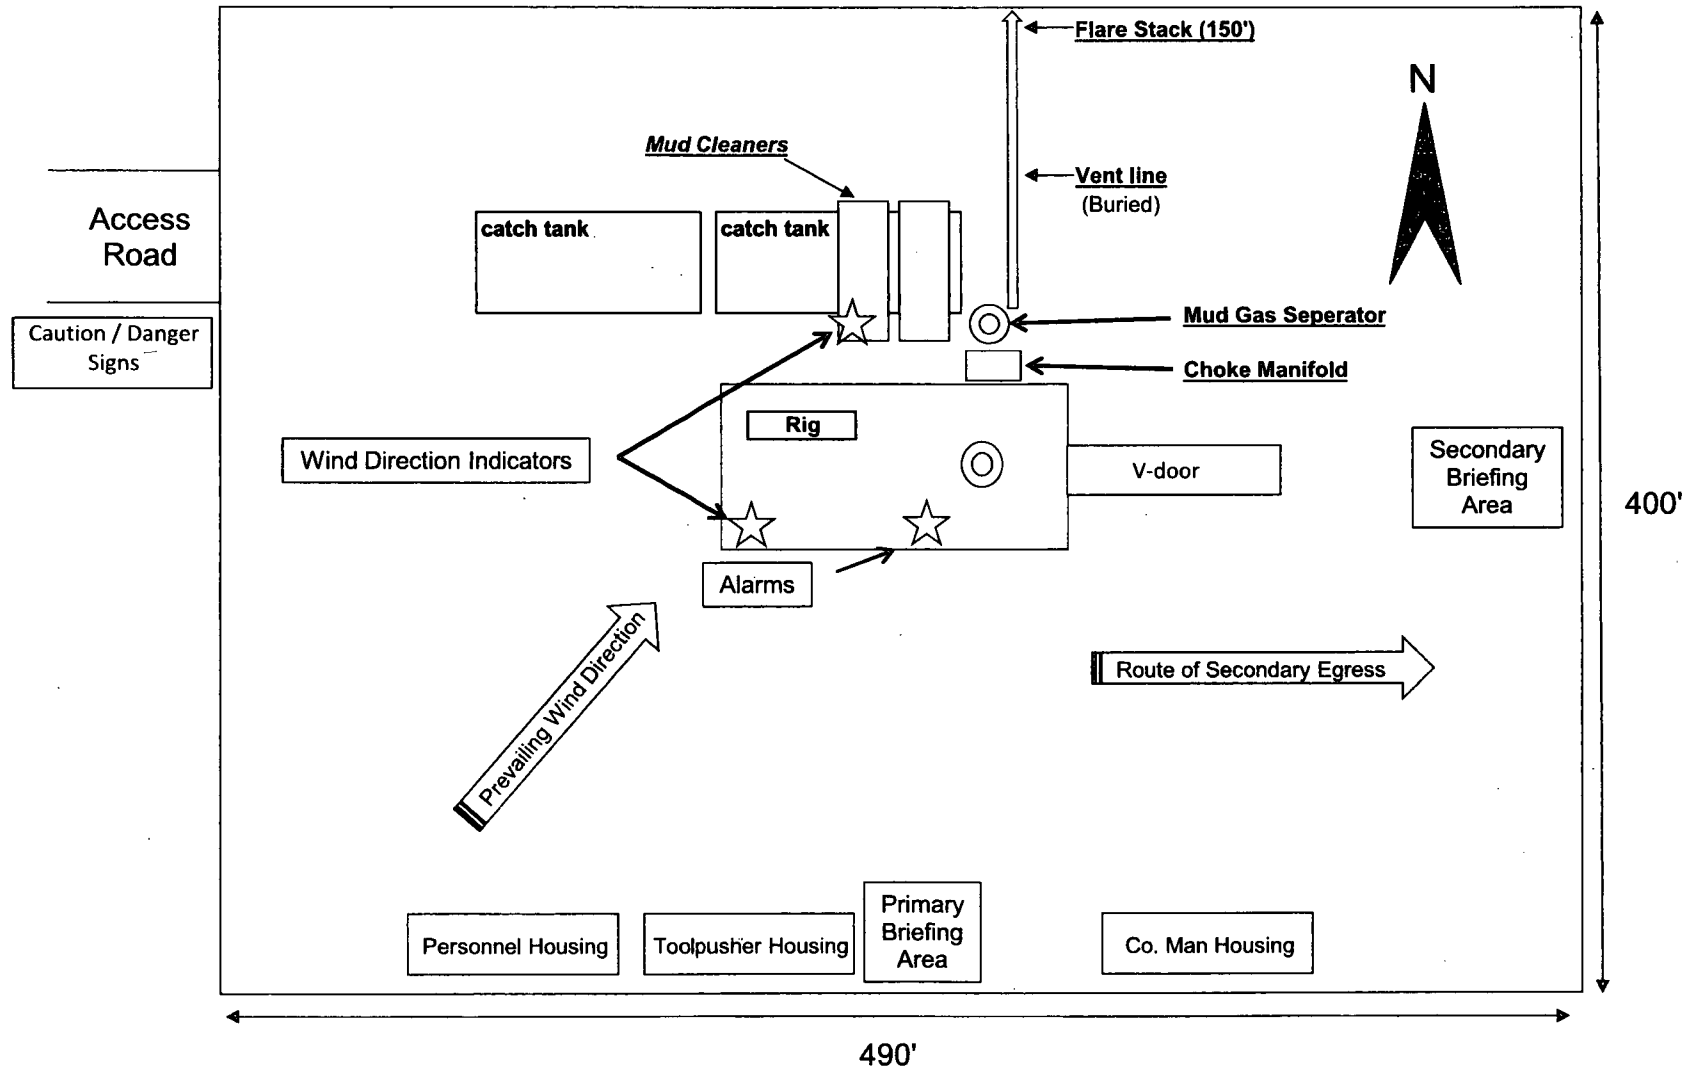 Flare Stack (150')
N
Mud Cleaners
Vent line
(Buried)
Access
Road
catch tank
catch tank
Caution / Danger
Signs
Mud Gas Seperator
Choke Manifold
Rig
Wind Direction Indicators
V-door
Secondary
Briefing
Area
400'
Alarms
Prevailing Wind Direction
Route of Secondary Egress
Personnel Housing
Toolpusher Housing
Primary
Briefing
Area
Co. Man Housing
490'